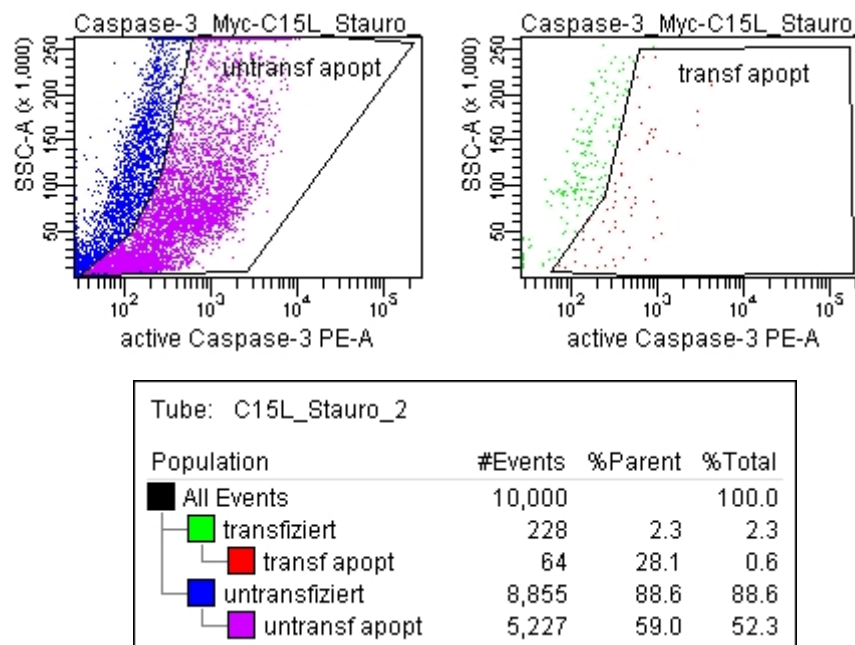 Caspase-3_Myc-C15L_Stauro_
SSC-A (x 1,000)
250
200
150
100
50
untransf apopt
10² 10³ 10⁴ 10⁵
active Caspase-3 PE-A
Caspase-3_Myc-C15L_Stauro
SSC-A (x 1,000)
250
200
150
100
50
transf apopt
10² 10³ 10⁴ 10⁵
active Caspase-3 PE-A
Tube: C15L_Stauro_2
Population #Events %Parent %Total
All Events 10,000 100.0
transfiziert 228 2.3 2.3
transf apopt 64 28.1 0.6
untransfiziert 8,855 88.6 88.6
untransf apopt 5,227 59.0 52.3